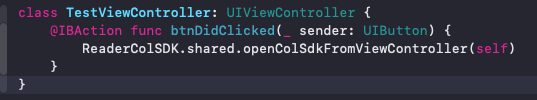 class TestViewController: UIViewController {
    @IBAction func btnDidClicked(_ sender: UIButton) {
        ReaderColSDK.shared.openColSdkFromViewController(self)
    }
}